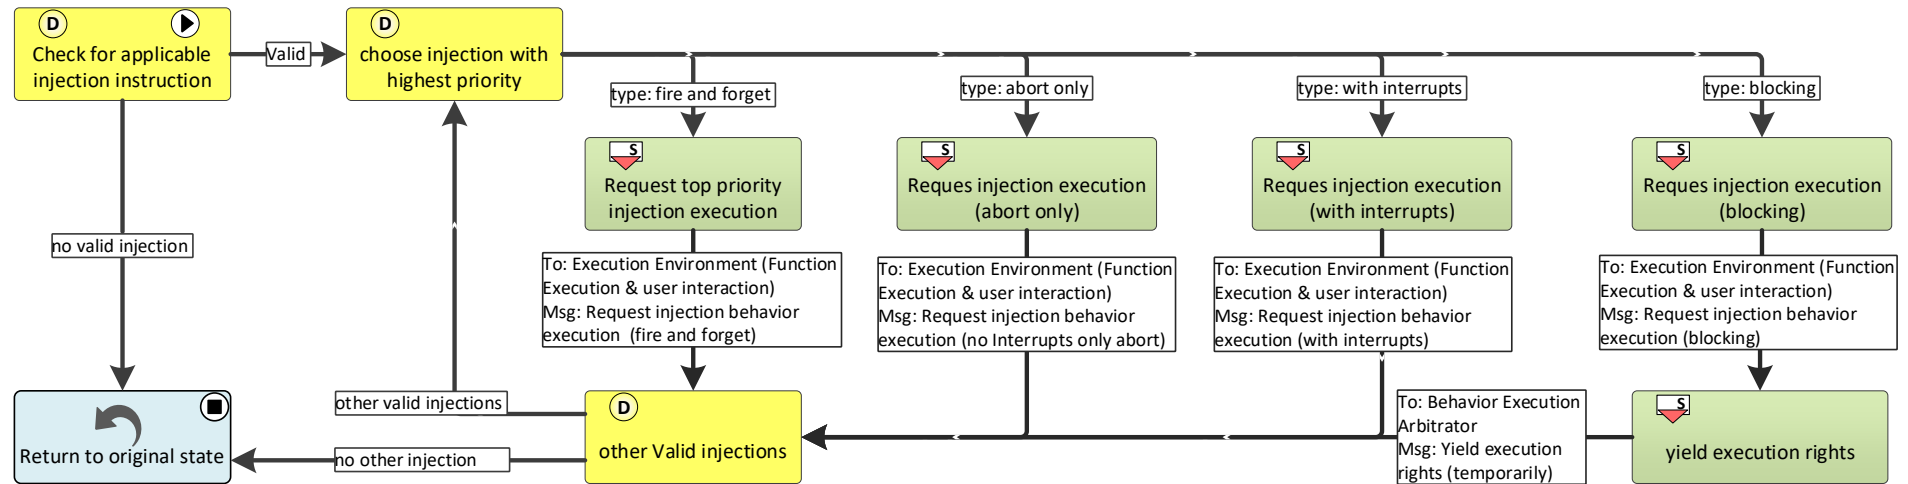 D
Check for applicable
injection instruction
Valid
D
choose injection with
highest priority
type: fire and forget
type: abort only
type: with interrupts
type: blocking
S
Request top priority
injection execution
S
Reques injection execution
(abort only)
S
Reques injection execution
(with interrupts)
S
Reques injection execution
(blocking)
no valid injection
To: Execution Environment (Function
Execution & user interaction)
Msg: Request injection behavior
execution (fire and forget)
To: Execution Environment (Function
Execution & user interaction)
Msg: Request injection behavior
execution (no Interrupts only abort)
To: Execution Environment (Function
Execution & user interaction)
Msg: Request injection behavior
execution (with interrupts)
To: Execution Environment (Function
Execution & user interaction)
Msg: Request injection behavior
execution (blocking)
Return to original state
other valid injections
no other injection
D
other Valid injections
To: Behavior Execution
Arbitrator
Msg: Yield execution
rights (temporarily)
S
yield execution rights